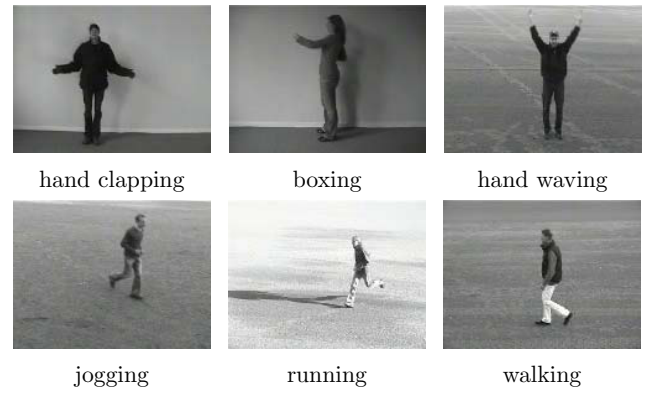 hand clapping
boxing
hand waving
jogging
running
walking